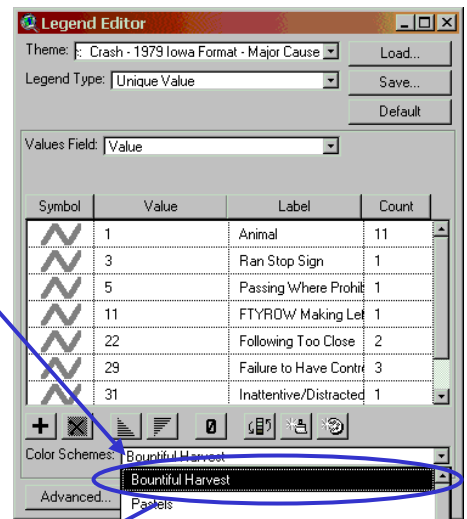 Legend Editor
Theme: : Crash - 1979 Iowa Format - Major Cause Load...
Legend Type: Unique Value Save...
Default
Values Field: Value
Symbol Value Label Count
1 Animal 11
3 Ran Stop Sign 1
5 Passing Where Prohib 1
11 FTYROW Making Lef 1
22 Following Too Close 2
29 Failure to Have Contr 3
31 Inattentive/Distracted 1
Color Schemes: Bountiful Harvest
Bountiful Harvest
Advanced... Pastels